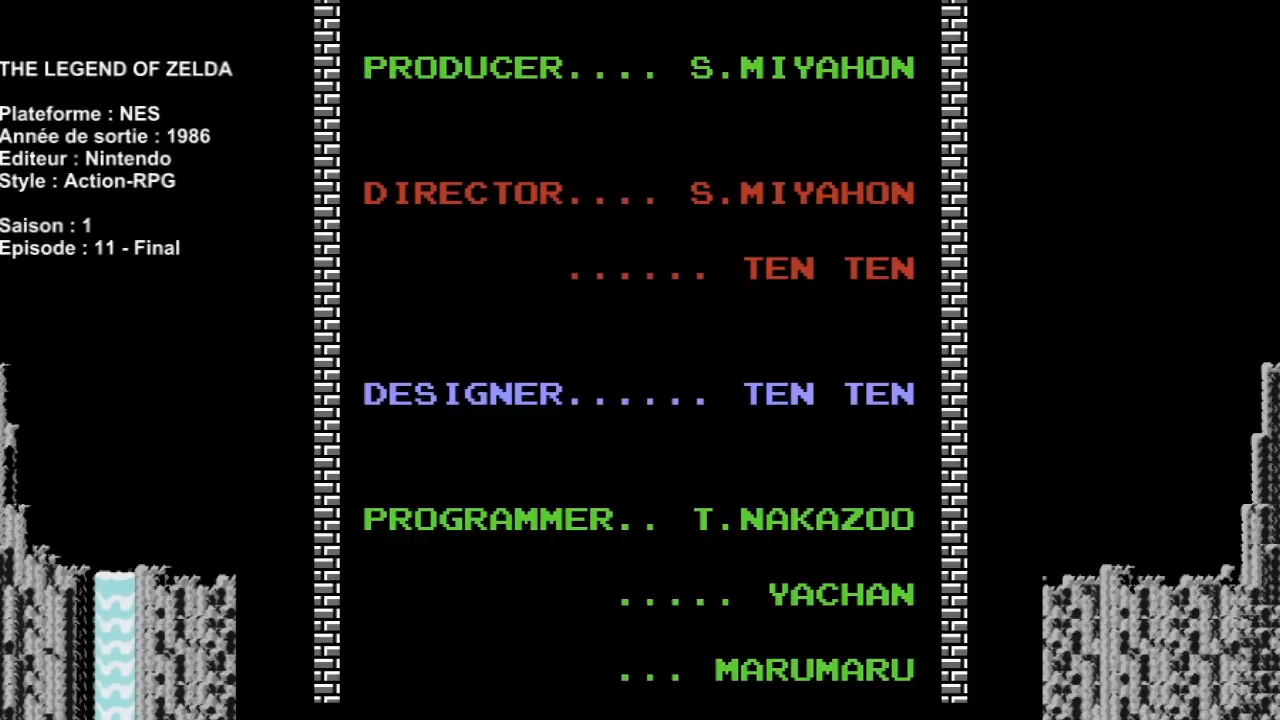 THE LEGEND OF ZELDA
Plateforme : NES
Année de sortie : 1986
Editeur : Nintendo
Style : Action-RPG
Saison : 1
Episode : 11 - Final
PRODUCER.... S.MIYAHON
DIRECTOR.... S.MIYAHON
...... TEN TEN
DESIGNER...... TEN TEN
PROGRAMMER.. T.NAKAZOO
..... YACHAN
... MARUMARU